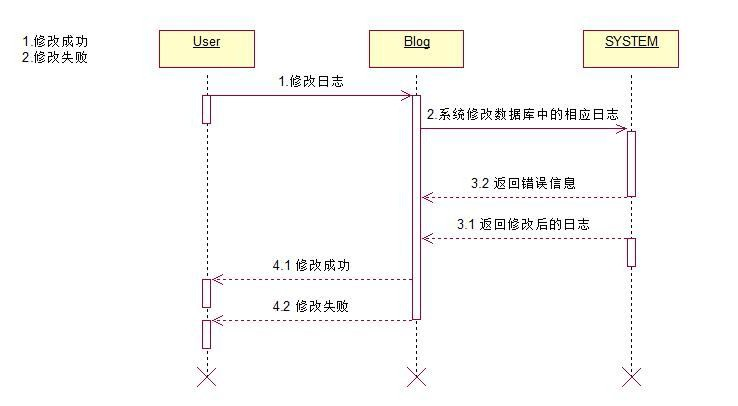 1.修改成功
2.修改失败
User
Blog
SYSTEM
1.修改日志
2.系统修改数据库中的相应日志
3.2 返回错误信息
3.1 返回修改后的日志
4.1 修改成功
4.2 修改失败